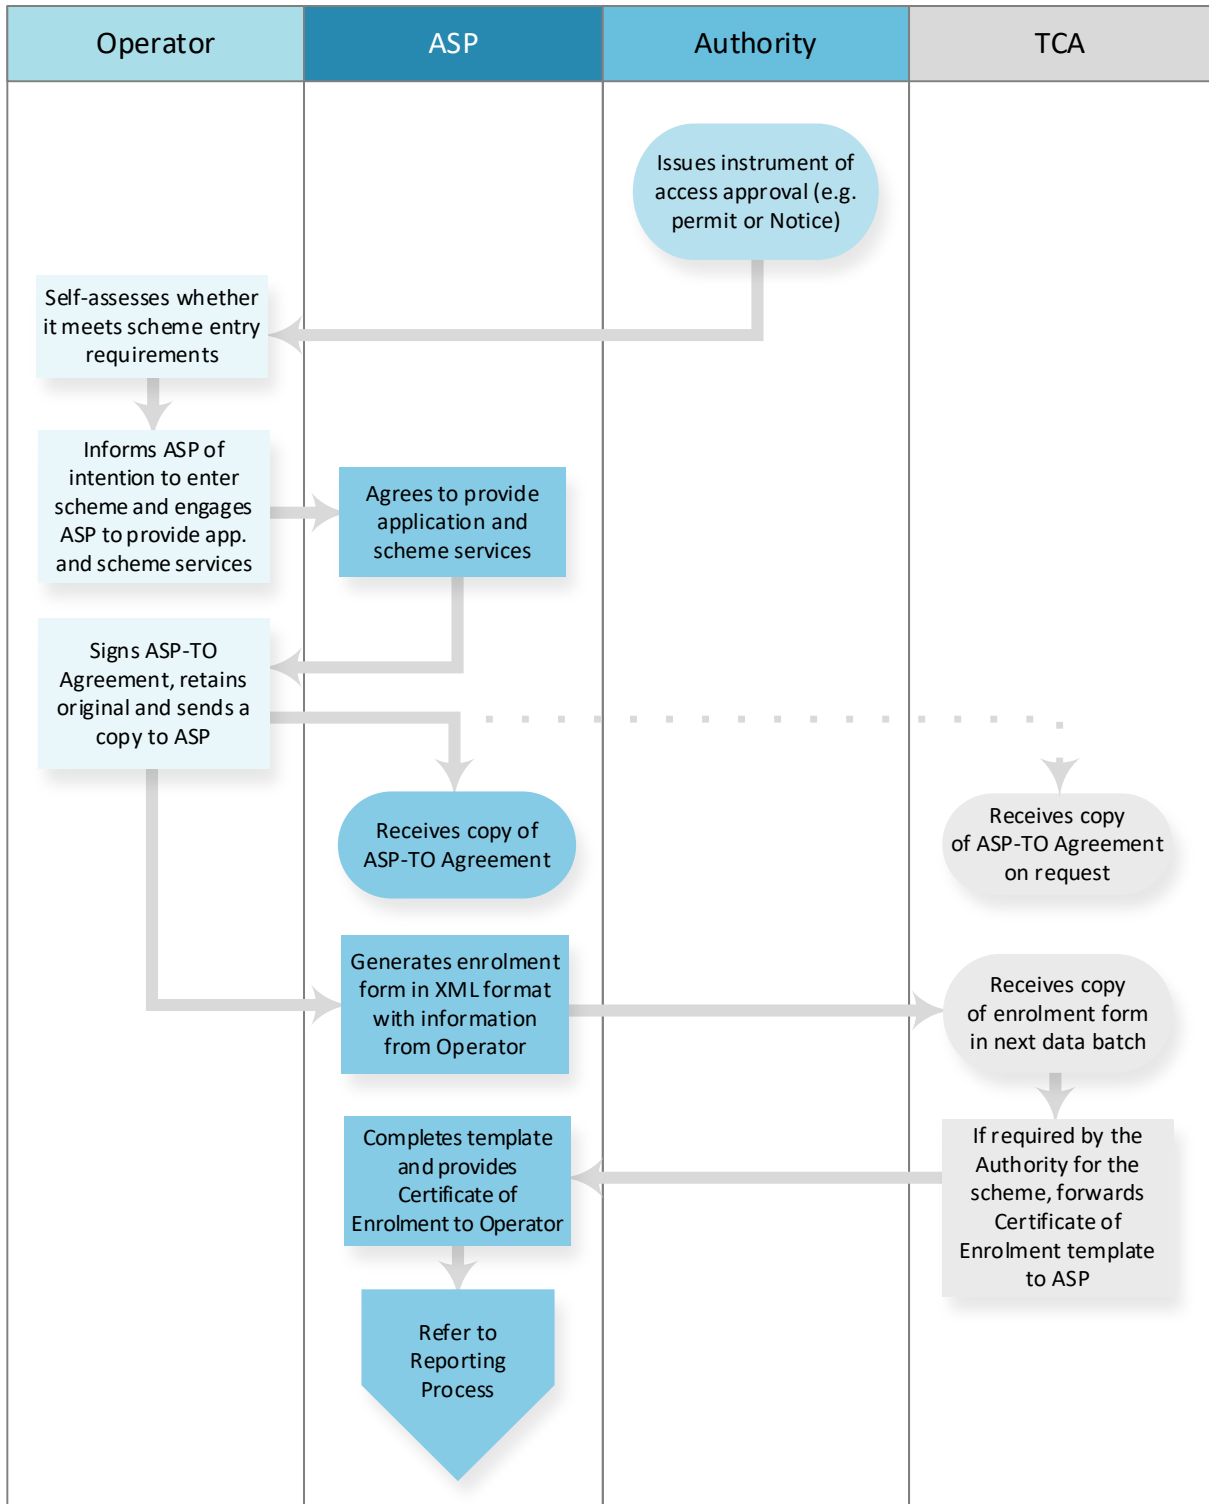 Operator
ASP
Authority
TCA
Issues instrument of
access approval (e.g.
permit or Notice)
Self-assesses whether
it meets scheme entry
requirements
Informs ASP of
intention to enter
scheme and engages
ASP to provide app.
and scheme services
Agrees to provide
application and
scheme services
Signs ASP-TO
Agreement, retains
original and sends a
copy to ASP
Receives copy of
ASP-TO Agreement
Receives copy
of ASP-TO Agreement
on request
Generates enrolment
form in XML format
with information
from Operator
Receives copy
of enrolment form
in next data batch
If required by the
Authority for the
scheme, forwards
Certificate of
Enrolment template
to ASP
Completes template
and provides
Certificate of
Enrolment to Operator
Refer to
Reporting
Process